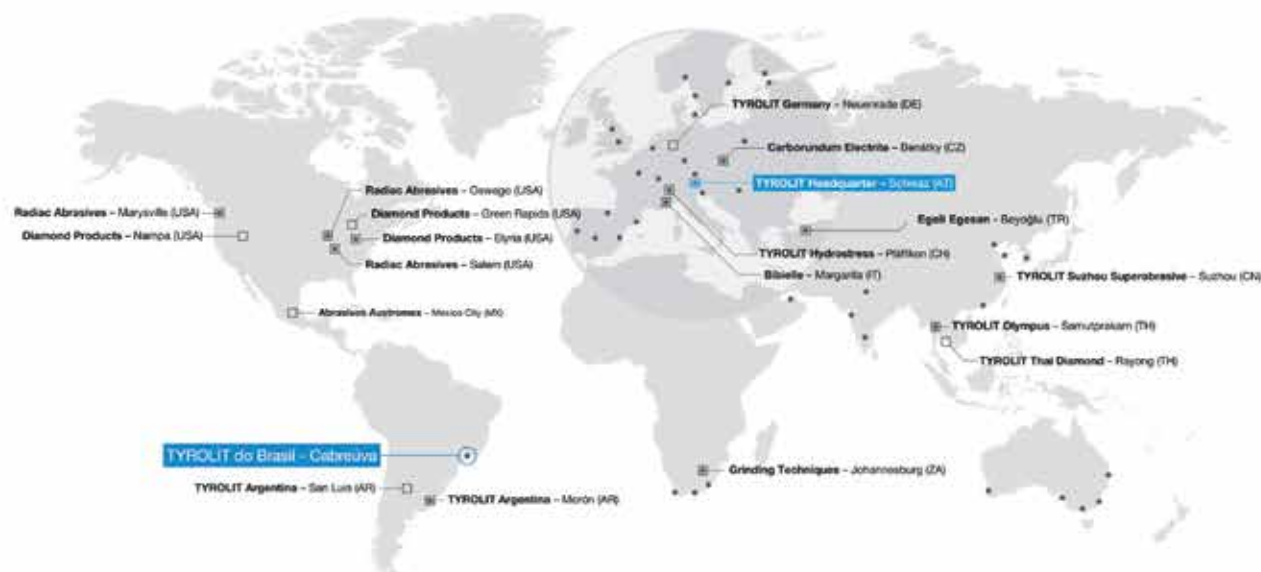 TYROLIT Germany – Neuenrade (DE)
Carborundum Electrite – Benátky (CZ)
TYROLIT Headquarter – Schwaz (AT)
Radiac Abrasives – Oswego (USA)
Radiac Abrasives – Marysville (USA)
Diamond Products – Green Rapids (USA)
Egeli Egesan – Beyoğlu (TR)
Diamond Products – Nampa (USA)
Diamond Products – Elyria (USA)
TYROLIT Hydrostress – Pfäffikon (CH)
Radiac Abrasives – Salem (USA)
Bibielle – Margarita (IT)
TYROLIT Suzhou Superabrasive – Suzhou (CN)
Abrasivos Austromex – Mexico City (MX)
TYROLIT Olympus – Samutprakarn (TH)
TYROLIT Thai Diamond – Rayong (TH)
TYROLIT do Brasil - Cabreúva
Grinding Techniques – Johannesburg (ZA)
TYROLIT Argentina – San Luis (AR)
TYROLIT Argentina – Morón (AR)